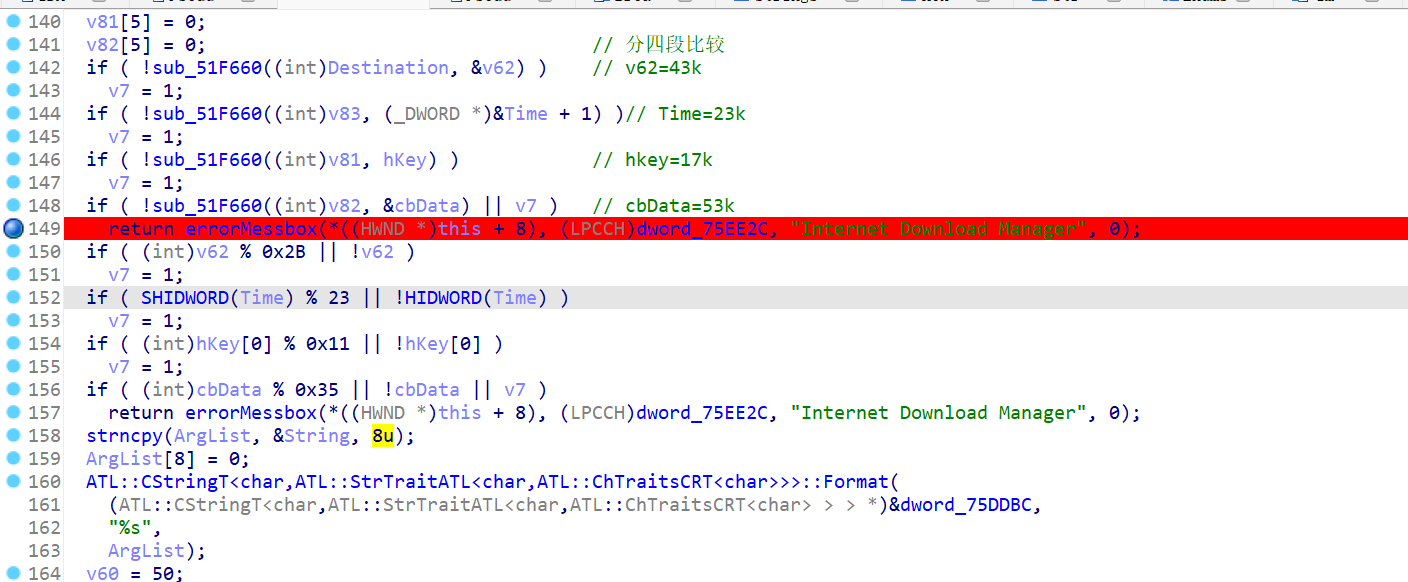 140 v81[5] = 0;
141 v82[5] = 0; // 分四段比较
142 if ( !sub_51F660((int)Destination, &v62) ) // v62=43k
143 v7 = 1;
144 if ( !sub_51F660((int)v83, (_DWORD *)&Time + 1) )// Time=23k
145 v7 = 1;
146 if ( !sub_51F660((int)v81, hKey) ) // hkey=17k
147 v7 = 1;
148 if ( !sub_51F660((int)v82, &cbData) || v7 ) // cbData=53k
149 return errorMessbox(*((HWND *)this + 8), (LPCCH)dword_75EE2C, "Internet Download Manager", 0);
150 if ( (int)v62 % 0x2B || !v62 )
151 v7 = 1;
152 if ( SHIDWORD(Time) % 23 || !HIDWORD(Time) )
153 v7 = 1;
154 if ( (int)hKey[0] % 0x11 || !hKey[0] )
155 v7 = 1;
156 if ( (int)cbData % 0x35 || !cbData || v7 )
157 return errorMessbox(*((HWND *)this + 8), (LPCCH)dword_75EE2C, "Internet Download Manager", 0);
158 strncpy(ArgList, &String, 8u);
159 ArgList[8] = 0;
160 ATL::CStringT<char,ATL::StrTraitATL<char,ATL::ChTraitsCRT<char>>>::Format(
161 (ATL::CStringT<char,ATL::StrTraitATL<char,ATL::ChTraitsCRT<char> > > *)&dword_75DDBC,
162 "%s",
163 ArgList);
164 v60 = 50;